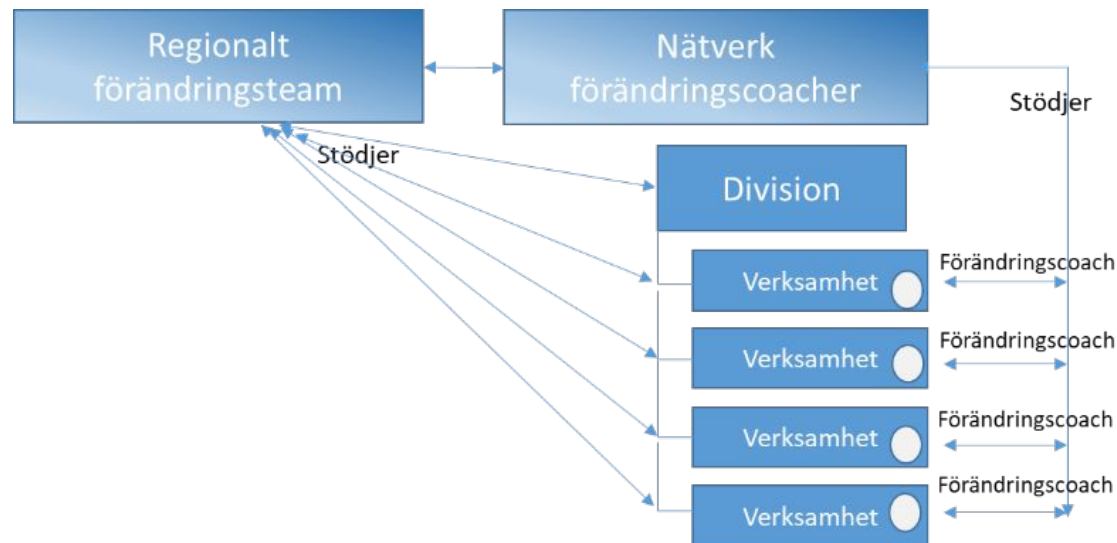 Regionalt
förändringsteam
Nätverk
förändringscoacher
Stödjer
Stödjer
Division
Verksamhet
Förändringscoach
Verksamhet
Förändringscoach
Verksamhet
Förändringscoach
Verksamhet
Förändringscoach